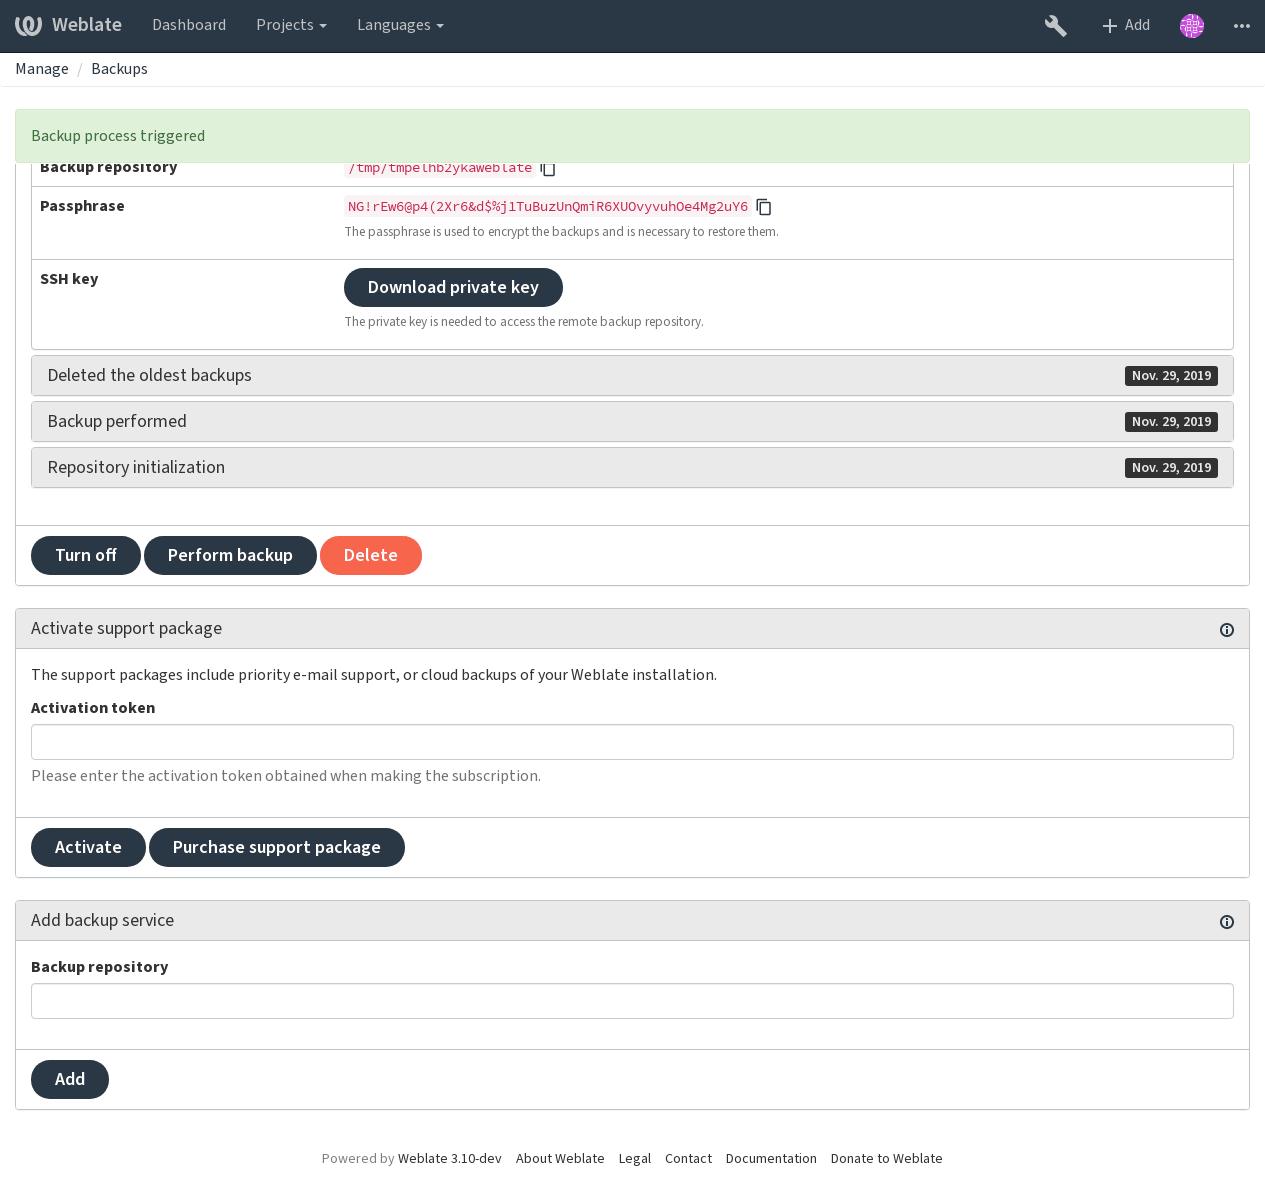 Weblate Dashboard Projects Languages Add
Manage / Backups
Backup process triggered
Backup repository /tmp/tmpelhb2ykaweblate
Passphrase NG!rEw6@p4(2Xr6&d$%j1TuBuzUnQmiR6XUOvyvuhOe4Mg2uY6
The passphrase is used to encrypt the backups and is necessary to restore them.
SSH key Download private key
The private key is needed to access the remote backup repository.
Deleted the oldest backups Nov. 29, 2019
Backup performed Nov. 29, 2019
Repository initialization Nov. 29, 2019
Turn off Perform backup Delete
Activate support package
The support packages include priority e-mail support, or cloud backups of your Weblate installation.
Activation token
Please enter the activation token obtained when making the subscription.
Activate Purchase support package
Add backup service
Backup repository
Add
Powered by Weblate 3.10-dev About Weblate Legal Contact Documentation Donate to Weblate